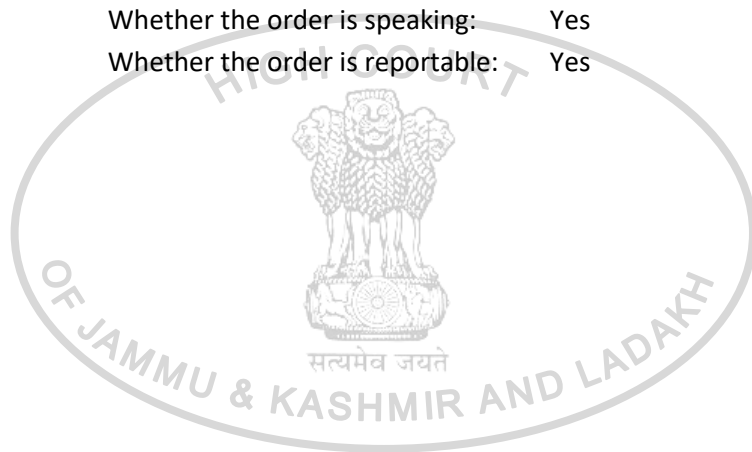 Whether the order is speaking: Yes
Whether the order is reportable: Yes
HIGH COURT
सत्यमेव जयते
OF JAMMU & KASHMIR AND LADAKH